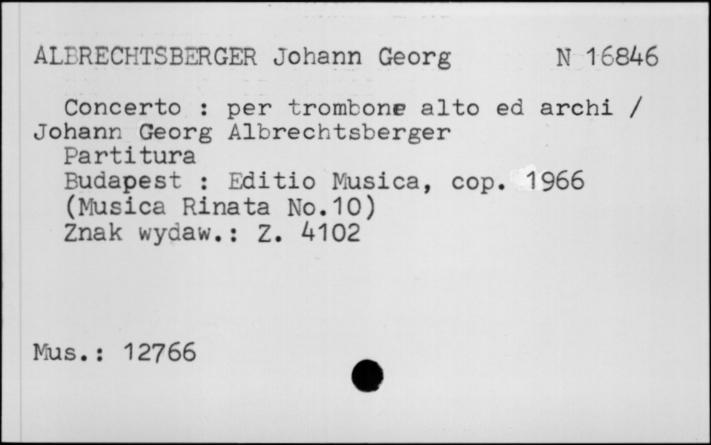 ALBRECHTSBERGER Johann Georg N 16846
Concerto : per trombone alto ed archi /
Johann Georg Albrechtsberger
Partitura
Budapest : Editio Musica, cop. 1966
(Musica Rinata No.10)
Znak wydaw.: Z. 4102
Mus.: 12766